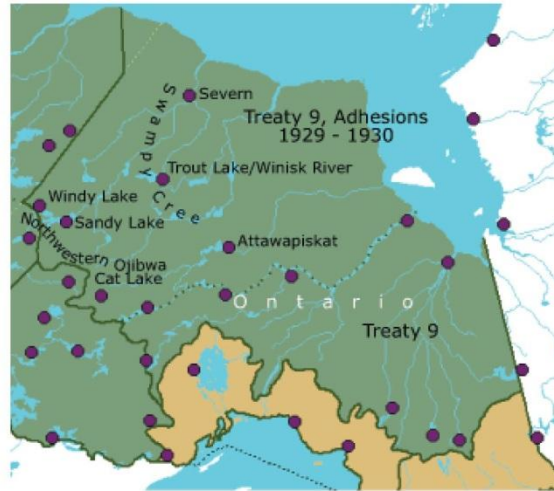 Severn
Treaty 9, Adhesions
1929 - 1930
Swampy Cree
Trout Lake/Winisk River
Windy Lake
Sandy Lake
Northwestern Ojibwa
Attawapiskat
Cat Lake
Ontario
Treaty 9